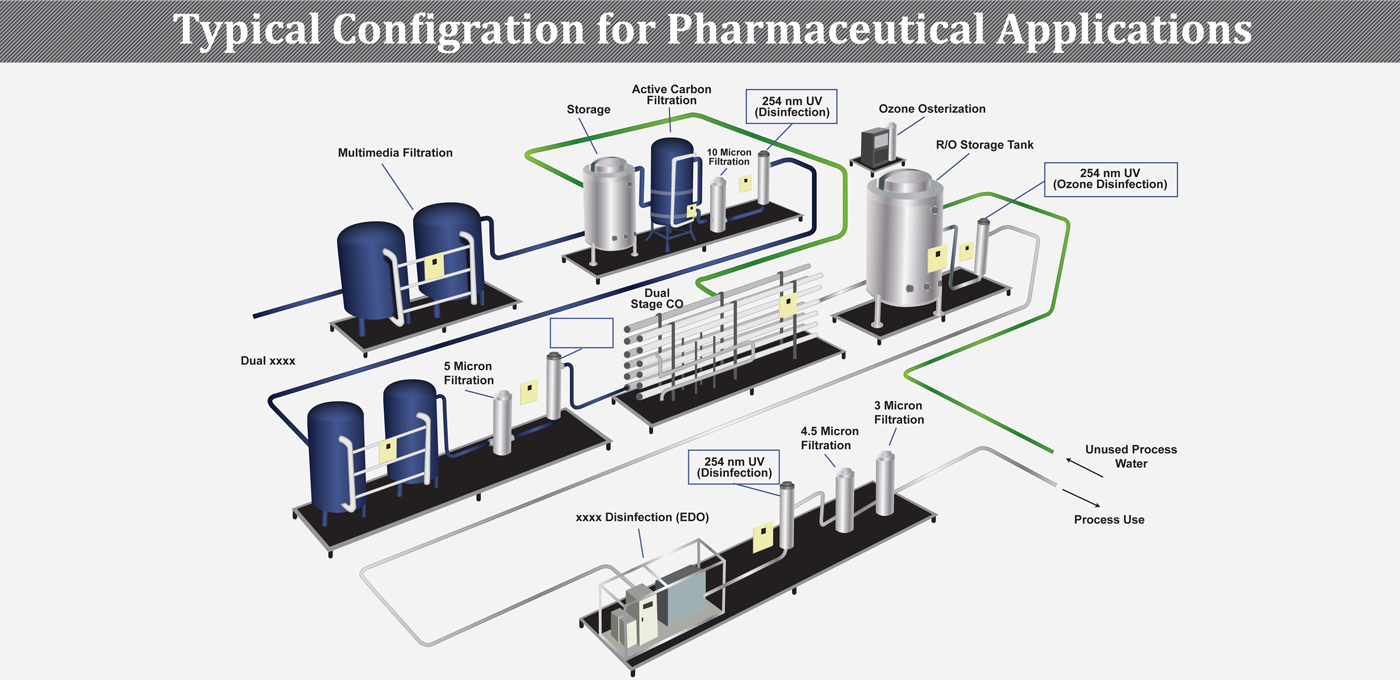 Typical Configration for Pharmaceutical Applications
Active Carbon
Filtration
Storage
254 nm UV
(Disinfection)
Ozone Osterization
Multimedia Filtration
10 Micron
Filtration
R/O Storage Tank
254 nm UV
(Ozone Disinfection)
Dual
Stage CO
Dual xxxx
5 Micron
Filtration
3 Micron
Filtration
4.5 Micron
Filtration
254 nm UV
(Disinfection)
Unused Process
Water
xxxx Disinfection (EDO)
Process Use